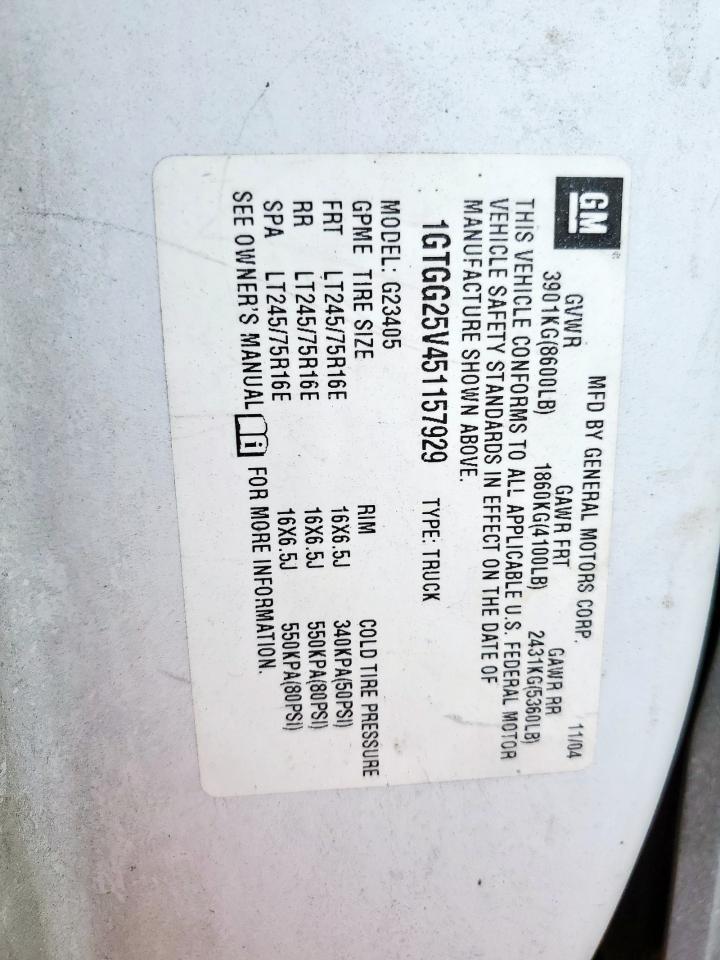 GM
MFD BY GENERAL MOTORS CORP. 11/04
GVWR GAWR FRT GAWR RR
3901KG(8600LB) 1860KG(4100LB) 2431KG(5360LB)
THIS VEHICLE CONFORMS TO ALL APPLICABLE U.S. FEDERAL MOTOR
VEHICLE SAFETY STANDARDS IN EFFECT ON THE DATE OF
MANUFACTURE SHOWN ABOVE.
1GTGG25V451157929 TYPE: TRUCK
MODEL: G23405
GPME TIRE SIZE RIM COLD TIRE PRESSURE
FRT LT245/75R16E 16X6.5J 340KPA(50PSI)
RR LT245/75R16E 16X6.5J 550KPA(80PSI)
SPA LT245/75R16E 16X6.5J 550KPA(80PSI)
SEE OWNER'S MANUAL i FOR MORE INFORMATION.